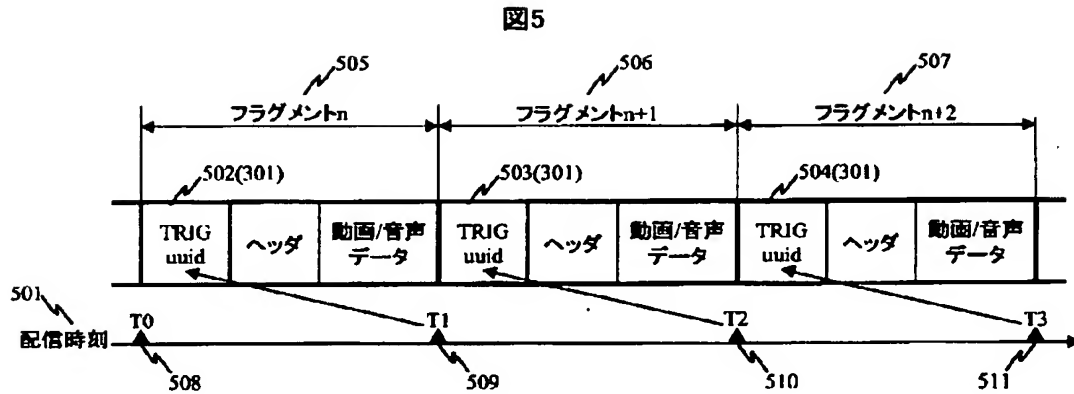 図5
505
506
507
フラグメントn
フラグメントn+1
フラグメントn+2
502(301)
503(301)
504(301)
TRIG
uuid
ヘッダ
動画/音声
データ
TRIG
uuid
ヘッダ
動画/音声
データ
TRIG
uuid
ヘッダ
動画/音声
データ
501
配信時刻
T0
T1
T2
T3
508
509
510
511